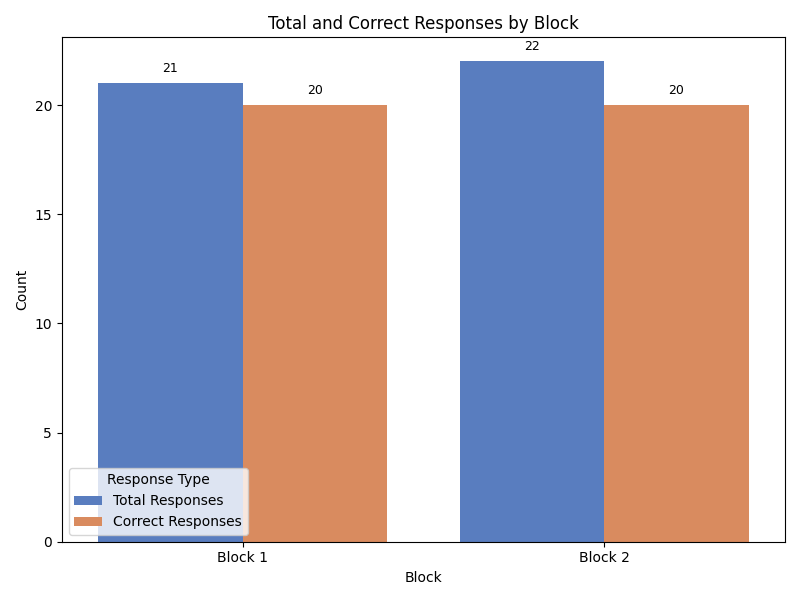 Total and Correct Responses by Block
21
20
22
20
Count
20
15
10
5
0
Response Type
Total Responses
Correct Responses
Block 1
Block 2
Block